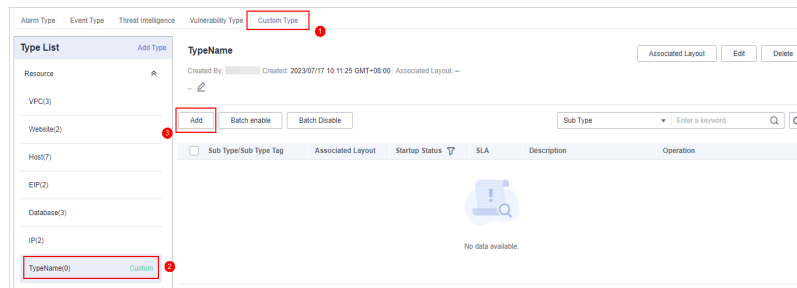 Alarm Type Event Type Threat Intelligence Vulnerability Type Custom Type
1
Type List Add Type
TypeName
Associated Layout Edit Delete
Resource
Created By: Created: 2023/07/17 10:11:25 GMT+08:00 Associated Layout: --
--
VPC(3)
Add Batch enable Batch Disable Sub Type Enter a keyword.
3
Website(2)
Sub Type/Sub Type Tag Associated Layout Startup Status SLA Description Operation
Host(7)
EIP(2)
Database(3)
IP(2)
No data available.
TypeName(0) Custom
2